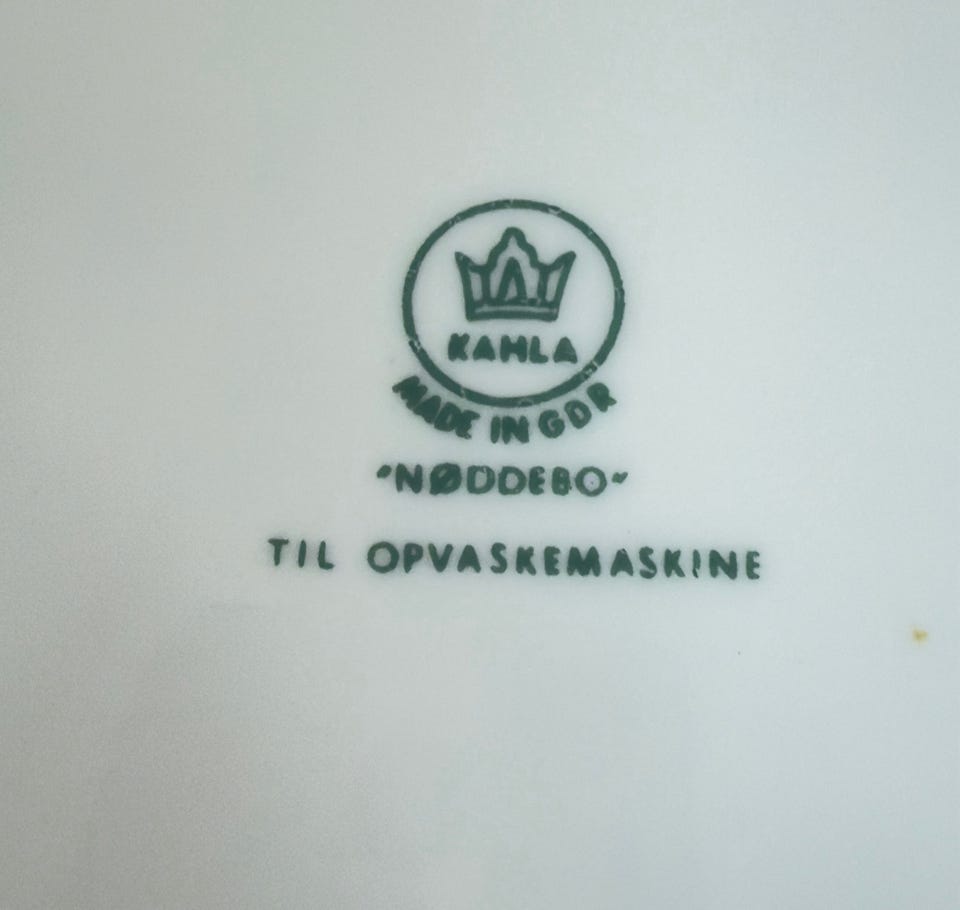 KAHLA
MADE IN GDR
"NØDDEBO"
TIL OPVASKEMASKINE